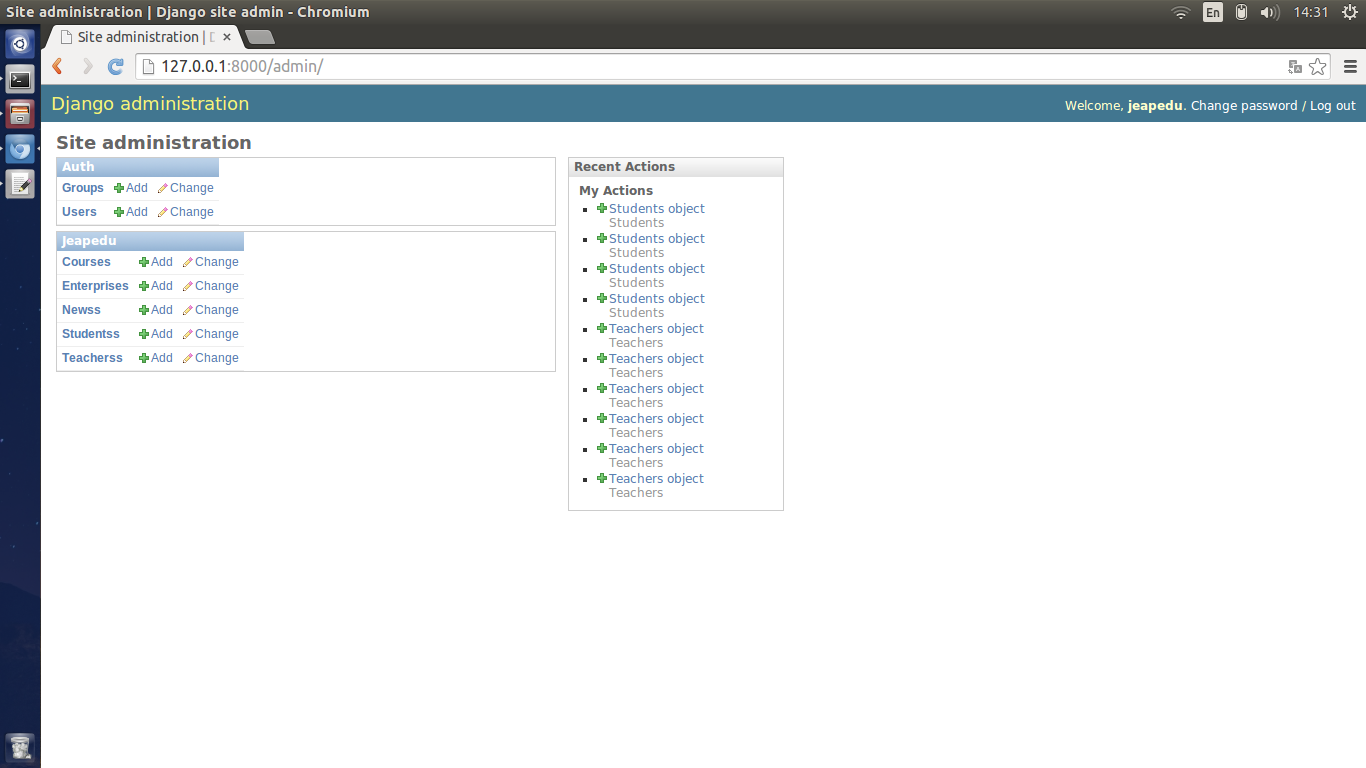 Site administration | Django site admin - Chromium
En
14:31
Site administration | D
127.0.0.1:8000/admin/
Django administration
Welcome, jeapedu. Change password / Log out
Site administration
Auth
Groups Add Change
Users Add Change
Jeapedu
Courses Add Change
Enterprises Add Change
Newss Add Change
Studentss Add Change
Teacherss Add Change
Recent Actions
My Actions
Students object
Students
Students object
Students
Students object
Students
Students object
Students
Teachers object
Teachers
Teachers object
Teachers
Teachers object
Teachers
Teachers object
Teachers
Teachers object
Teachers
Teachers object
Teachers